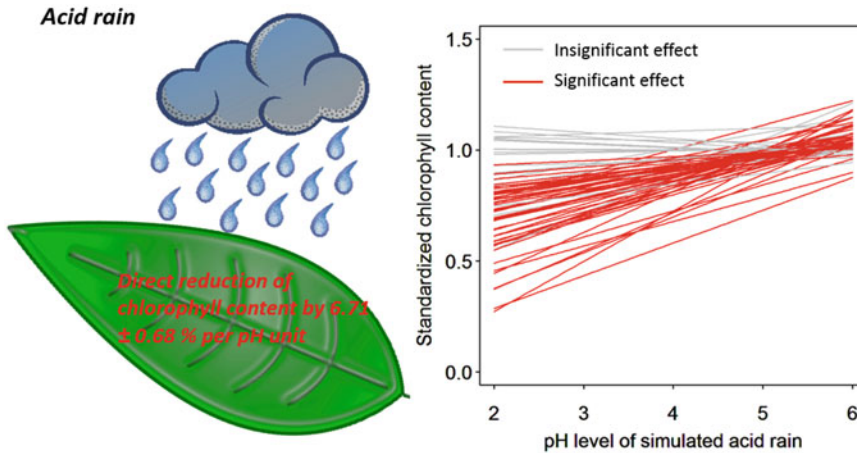 Acid rain
Direct reduction of
chlorophyll content by 6.71
± 0.68 % per pH unit
Standardized chlorophyll content
1.5
1.0
0.5
0.0
Insignificant effect
Significant effect
2 3 4 5 6
pH level of simulated acid rain